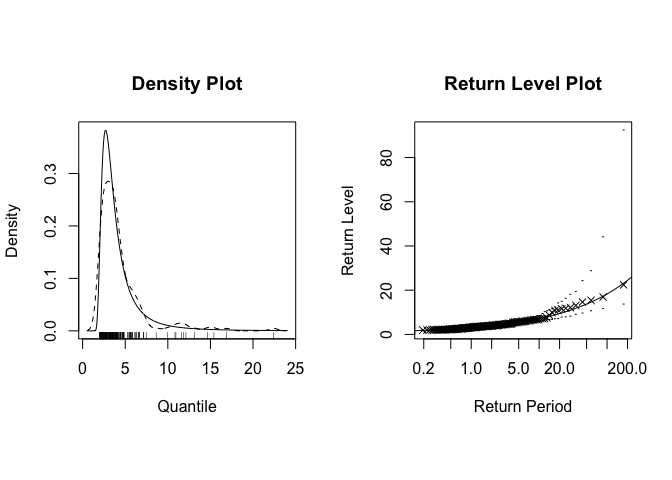 Density Plot
Density
0.0 0.1 0.2 0.3
0 5 10 15 20 25
Quantile
Return Level Plot
Return Level
0 20 40 60 80
0.2 1.0 5.0 20.0 200.0
Return Period